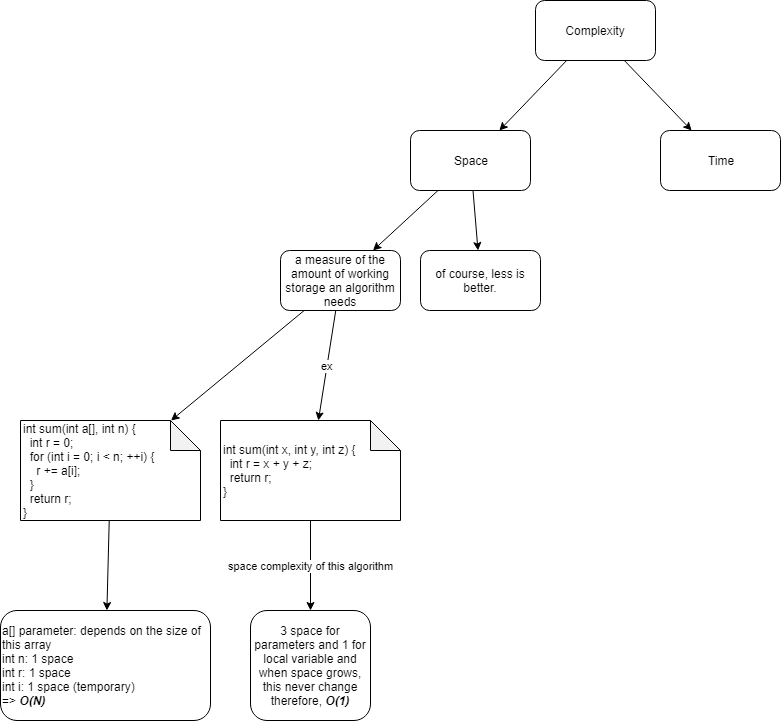 Complexity
Space
Time
a measure of the
amount of working
storage an algorithm
needs
of course, less is
better.
ex
int sum(int a[], int n) {
  int r = 0;
  for (int i = 0; i < n; ++i) {
    r += a[i];
  }
  return r;
}
int sum(int x, int y, int z) {
  int r = x + y + z;
  return r;
}
space complexity of this algorithm
a[] parameter: depends on the size of
this array
int n: 1 space
int r: 1 space
int i: 1 space (temporary)
=> O(N)
3 space for
parameters and 1 for
local variable and
when space grows,
this never change
therefore, O(1)